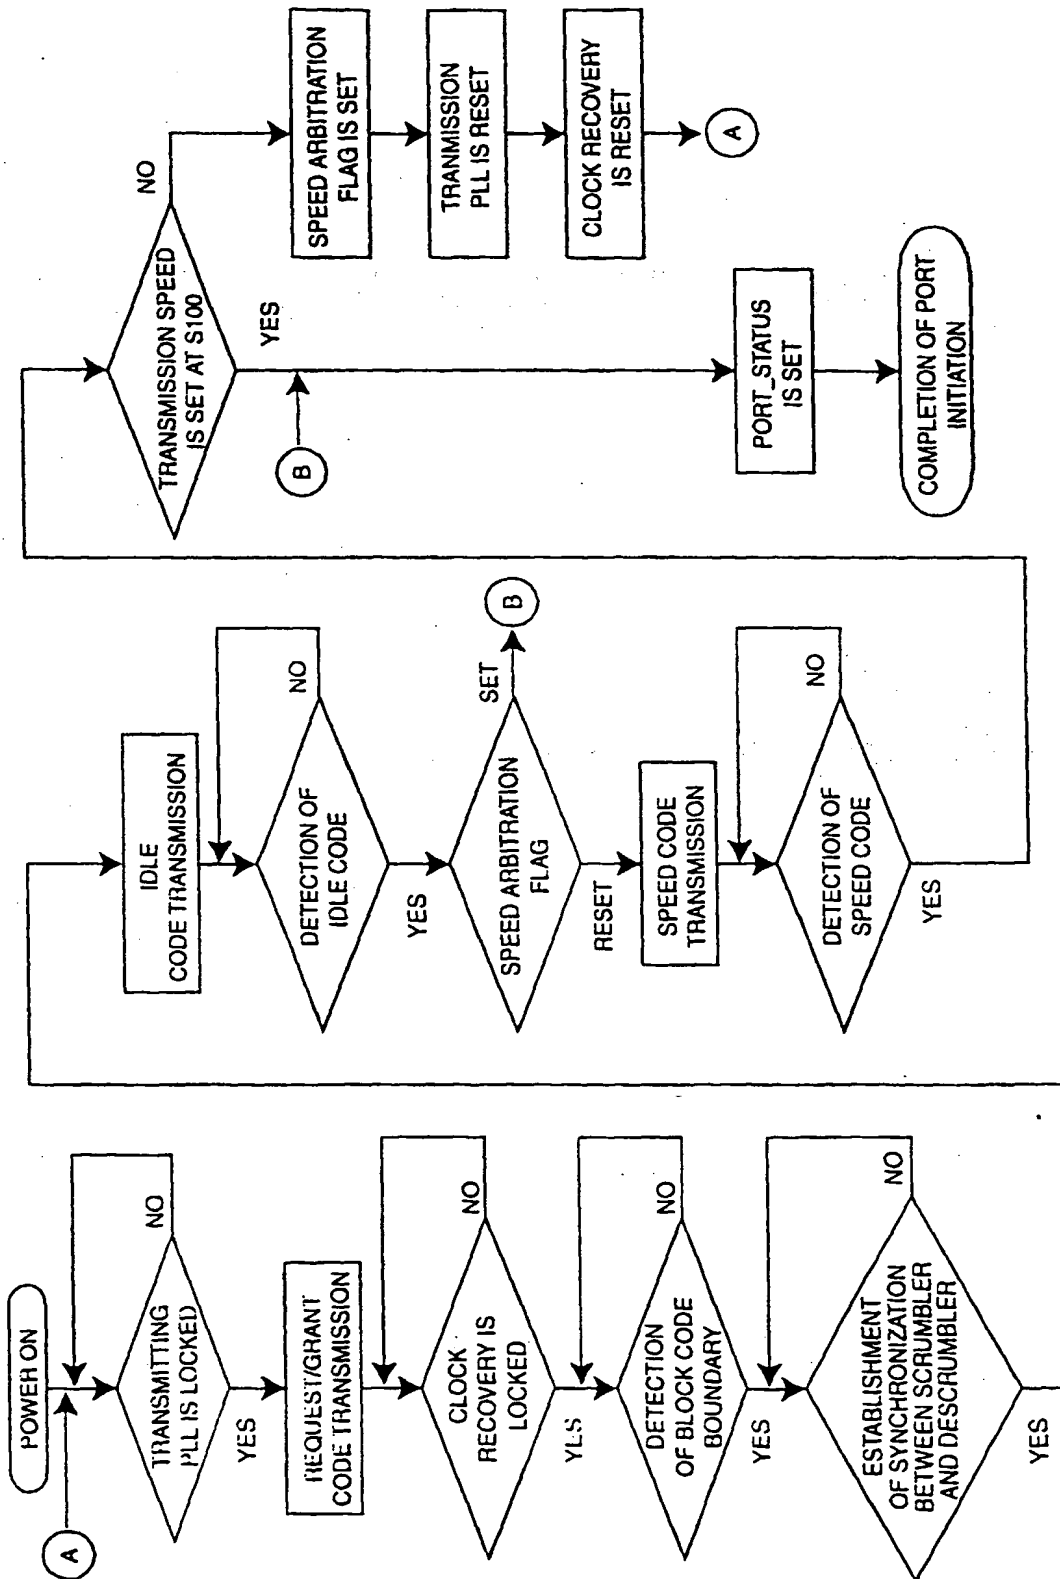 POWER ON
A
TRANSMITTING
PLL IS LOCKED
NO
YES
REQUEST/GRANT
CODE TRANSMISSION
CLOCK
RECOVERY IS
LOCKED
NO
YES
DETECTION
OF BLOCK CODE
BOUNDARY
NO
YES
ESTABLISHMENT
OF SYNCHRONIZATION
BETWEEN SCRUMBLER
AND DESCRUMBLER
NO
YES
IDLE
CODE TRANSMISSION
DETECTION OF
IDLE CODE
NO
YES
SPEED ARBITRATION
FLAG
SET
B
RESET
SPEED CODE
TRANSMISSION
DETECTION OF
SPEED CODE
NO
YES
TRANSMISSION SPEED
IS SET AT S100
NO
YES
B
SPEED ARBITRATION
FLAG IS SET
TRANMISSION
PLL IS RESET
CLOCK RECOVERY
IS RESET
A
PORT_STATUS
IS SET
COMPLETION OF PORT
INITIATION